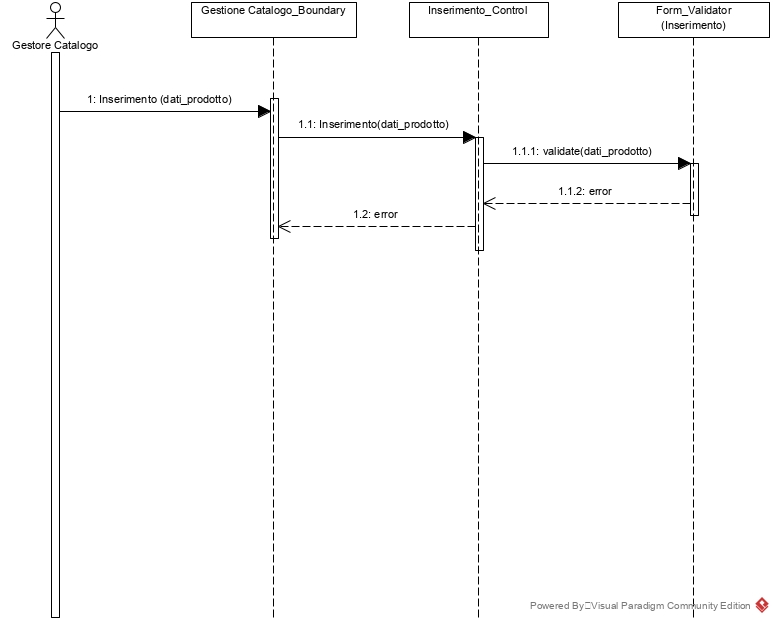 Gestore Catalogo
Gestione Catalogo_Boundary
Inserimento_Control
Form_Validator
(Inserimento)
1: Inserimento (dati_prodotto)
1.1: Inserimento(dati_prodotto)
1.1.1: validate(dati_prodotto)
1.1.2: error
1.2: error
Powered By Visual Paradigm Community Edition